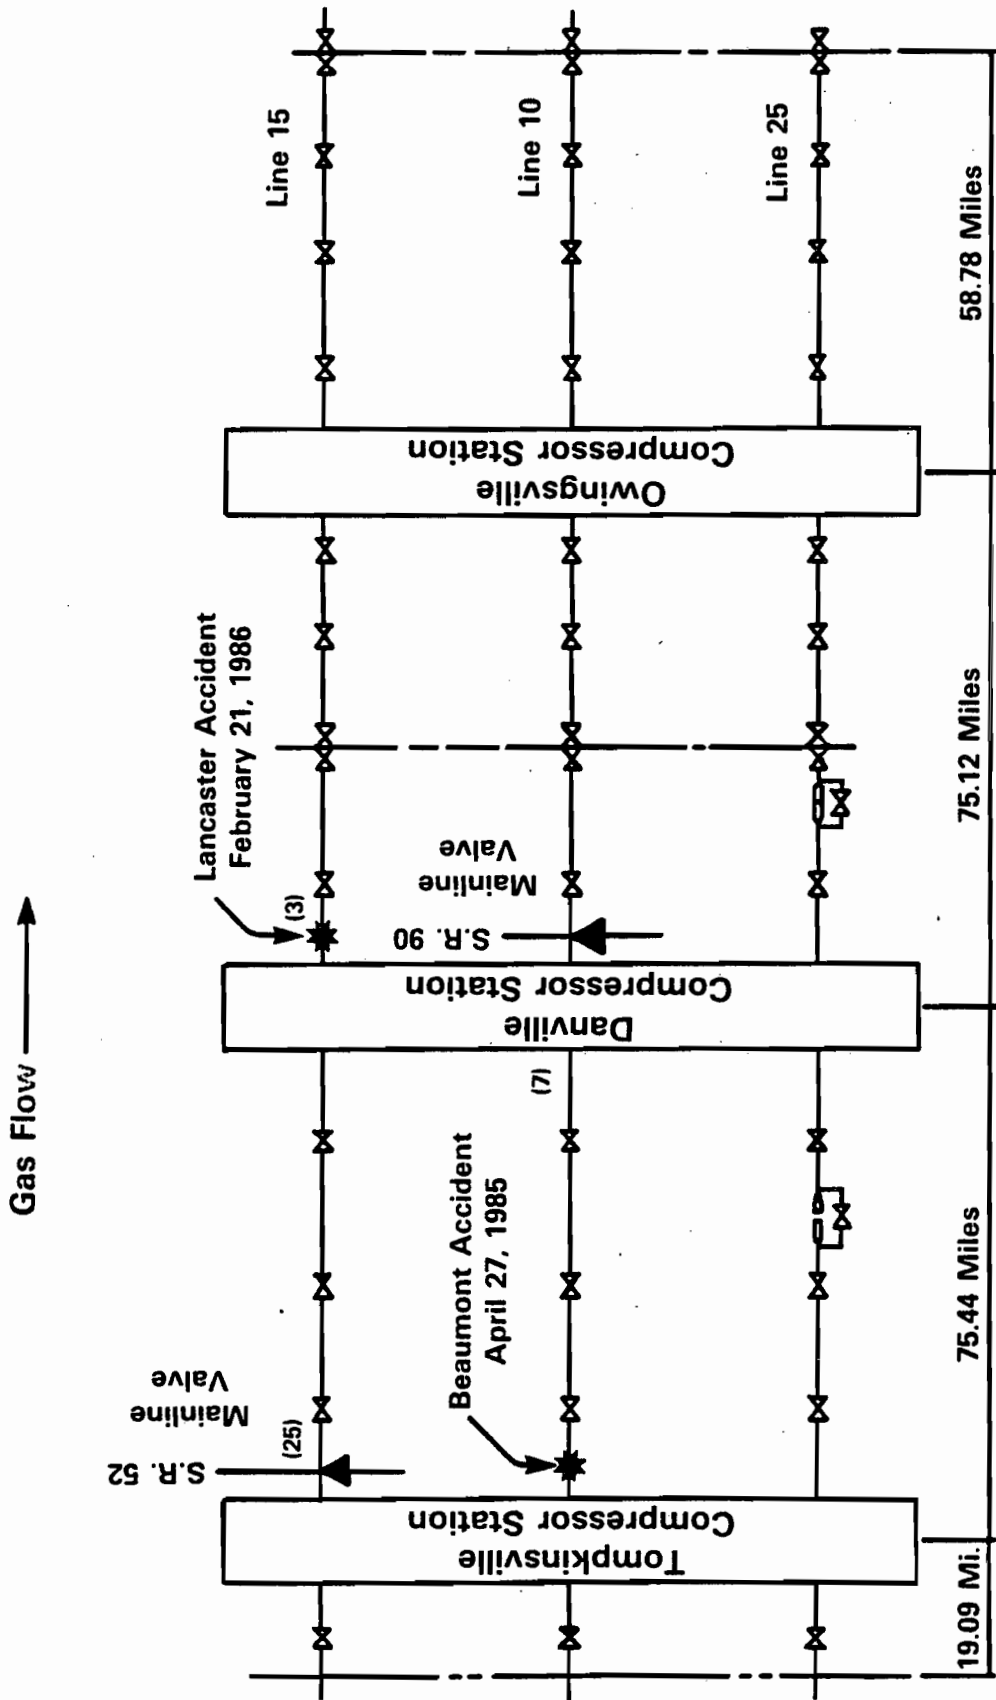 Gas Flow
Lancaster Accident
February 21, 1986
(3)
Line 15
Line 10
Line 25
S.R. 52
Mainline
Valve
(25)
Beaumont Accident
April 27, 1985
(7)
S.R. 90
Mainline
Valve
Tompkinsville
Compressor Station
Danville
Compressor Station
Owingsville
Compressor Station
19.09 Mi.
75.44 Miles
75.12 Miles
58.78 Miles